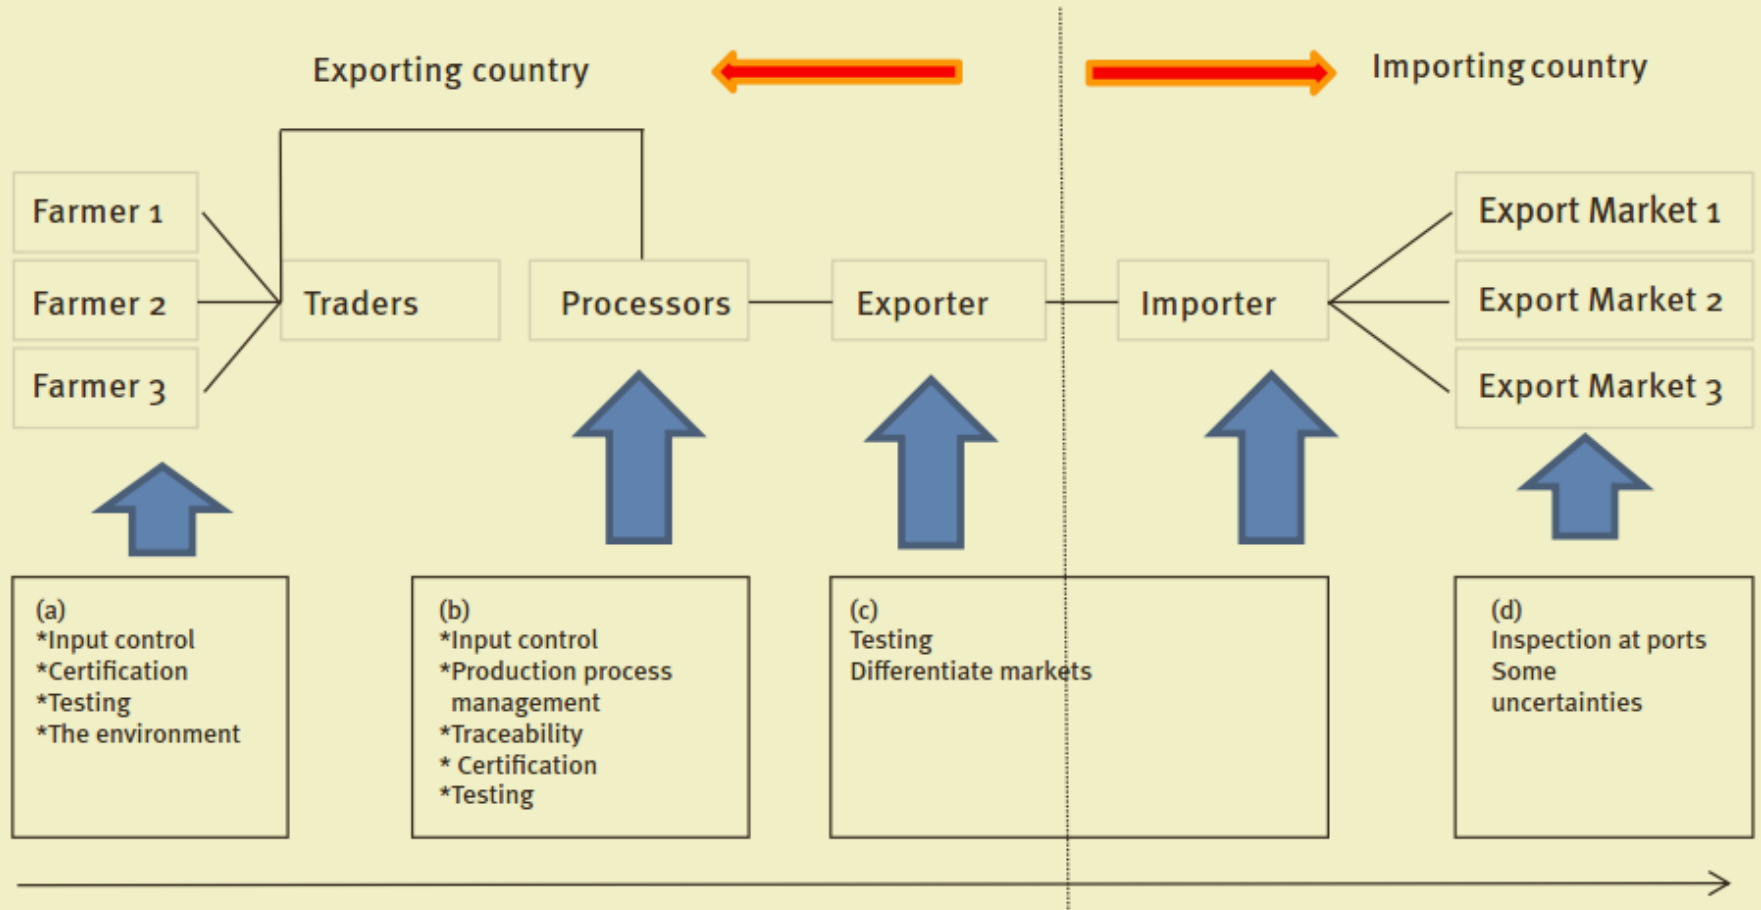 Exporting country
Importing country
Farmer 1
Farmer 2
Farmer 3
Traders
Processors
Exporter
Importer
Export Market 1
Export Market 2
Export Market 3
(a)
*Input control
*Certification
*Testing
*The environment
(b)
*Input control
*Production process
management
*Traceability
* Certification
*Testing
(c)
Testing
Differentiate markets
(d)
Inspection at ports
Some
uncertainties